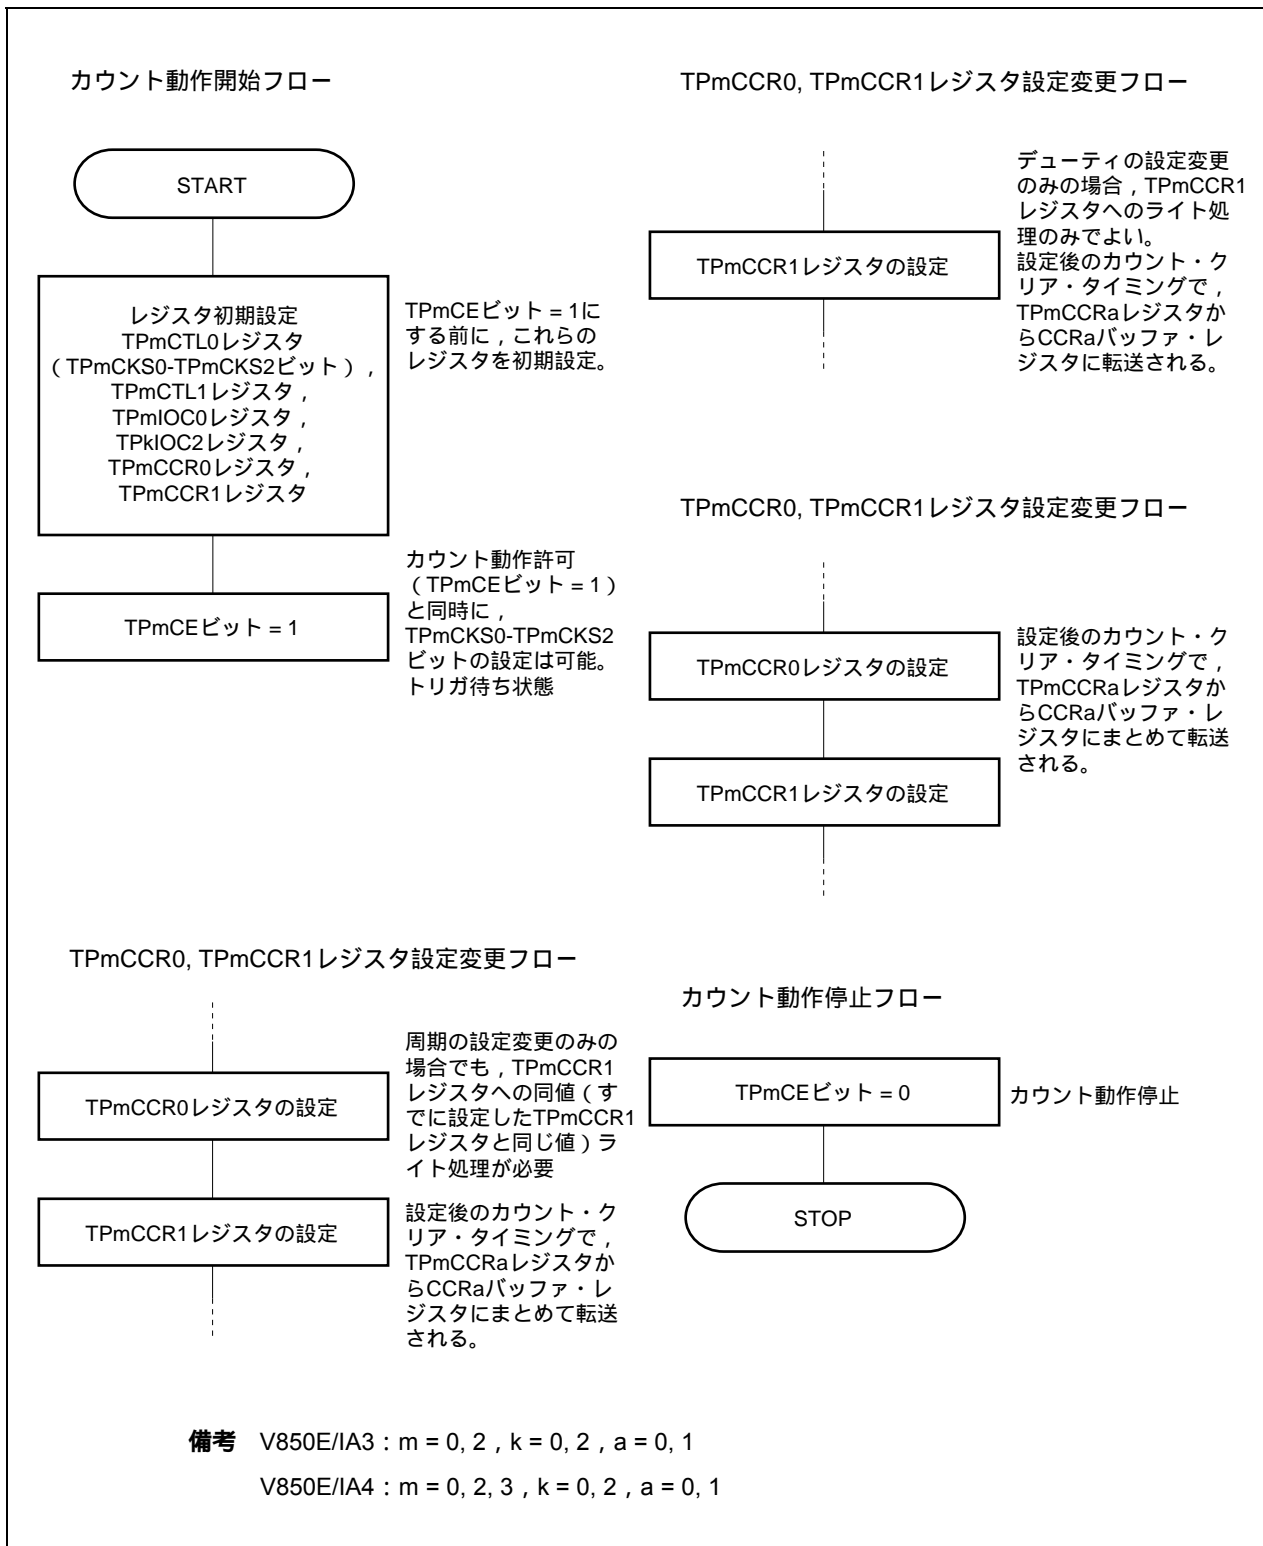 カウント動作開始フロー
START
レジスタ初期設定
TPmCTL0レジスタ
（TPmCKS0-TPmCKS2ビット），
TPmCTL1レジスタ，
TPmIOC0レジスタ，
TPkIOC2レジスタ，
TPmCCR0レジスタ，
TPmCCR1レジスタ
TPmCEビット = 1に
する前に，これらの
レジスタを初期設定。
TPmCEビット = 1
カウント動作許可
（TPmCEビット = 1）
と同時に，
TPmCKS0-TPmCKS2
ビットの設定は可能。
トリガ待ち状態
TPmCCR0, TPmCCR1レジスタ設定変更フロー
TPmCCR1レジスタの設定
デューティの設定変更
のみの場合，TPmCCR1
レジスタへのライト処
理のみでよい。
設定後のカウント・ク
リア・タイミングで，
TPmCCRaレジスタか
らCCRaバッファ・レ
ジスタに転送される。
TPmCCR0, TPmCCR1レジスタ設定変更フロー
TPmCCR0レジスタの設定
TPmCCR1レジスタの設定
設定後のカウント・ク
リア・タイミングで，
TPmCCRaレジスタか
らCCRaバッファ・レ
ジスタにまとめて転送
される。
TPmCCR0, TPmCCR1レジスタ設定変更フロー
TPmCCR0レジスタの設定
周期の設定変更のみの
場合でも，TPmCCR1
レジスタへの同値（す
でに設定したTPmCCR1
レジスタと同じ値）ラ
イト処理が必要
TPmCCR1レジスタの設定
設定後のカウント・ク
リア・タイミングで，
TPmCCRaレジスタか
らCCRaバッファ・レ
ジスタにまとめて転送
される。
カウント動作停止フロー
TPmCEビット = 0
カウント動作停止
STOP
備考 V850E/IA3：m = 0, 2，k = 0, 2，a = 0, 1
V850E/IA4：m = 0, 2, 3，k = 0, 2，a = 0, 1